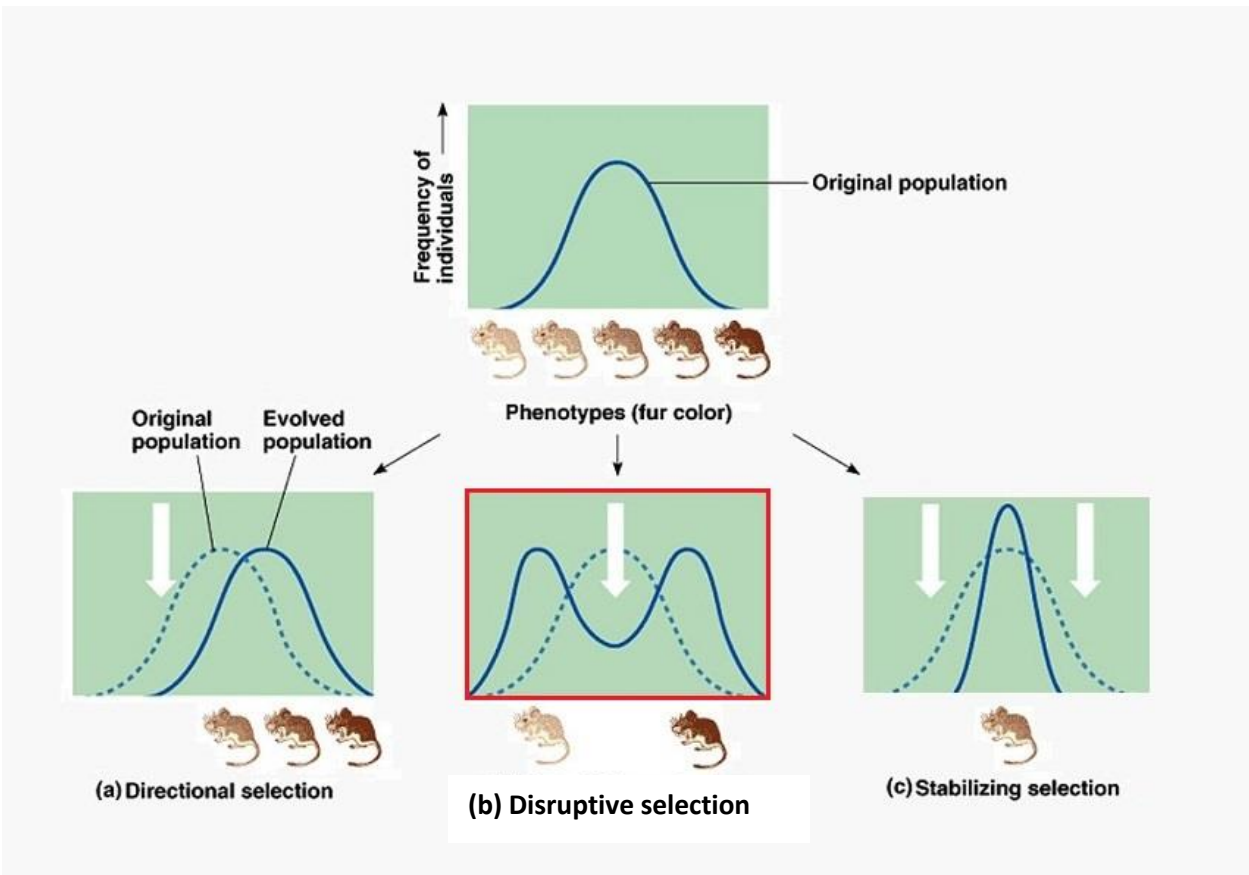 Frequency of
individuals
Original population
Phenotypes (fur color)
Original
population
Evolved
population
(a) Directional selection
(b) Disruptive selection
(c) Stabilizing selection